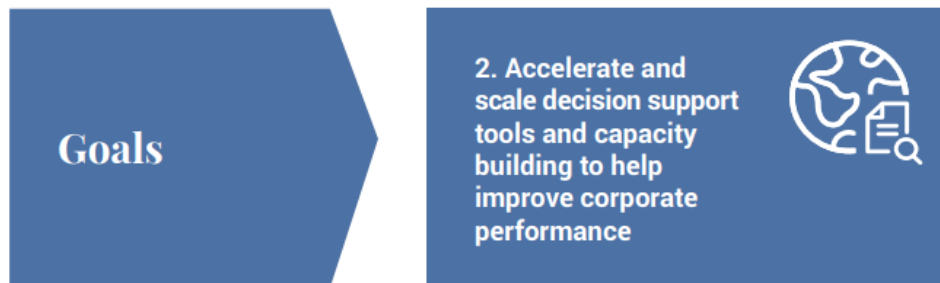 Goals
2. Accelerate and
scale decision support
tools and capacity
building to help
improve corporate
performance